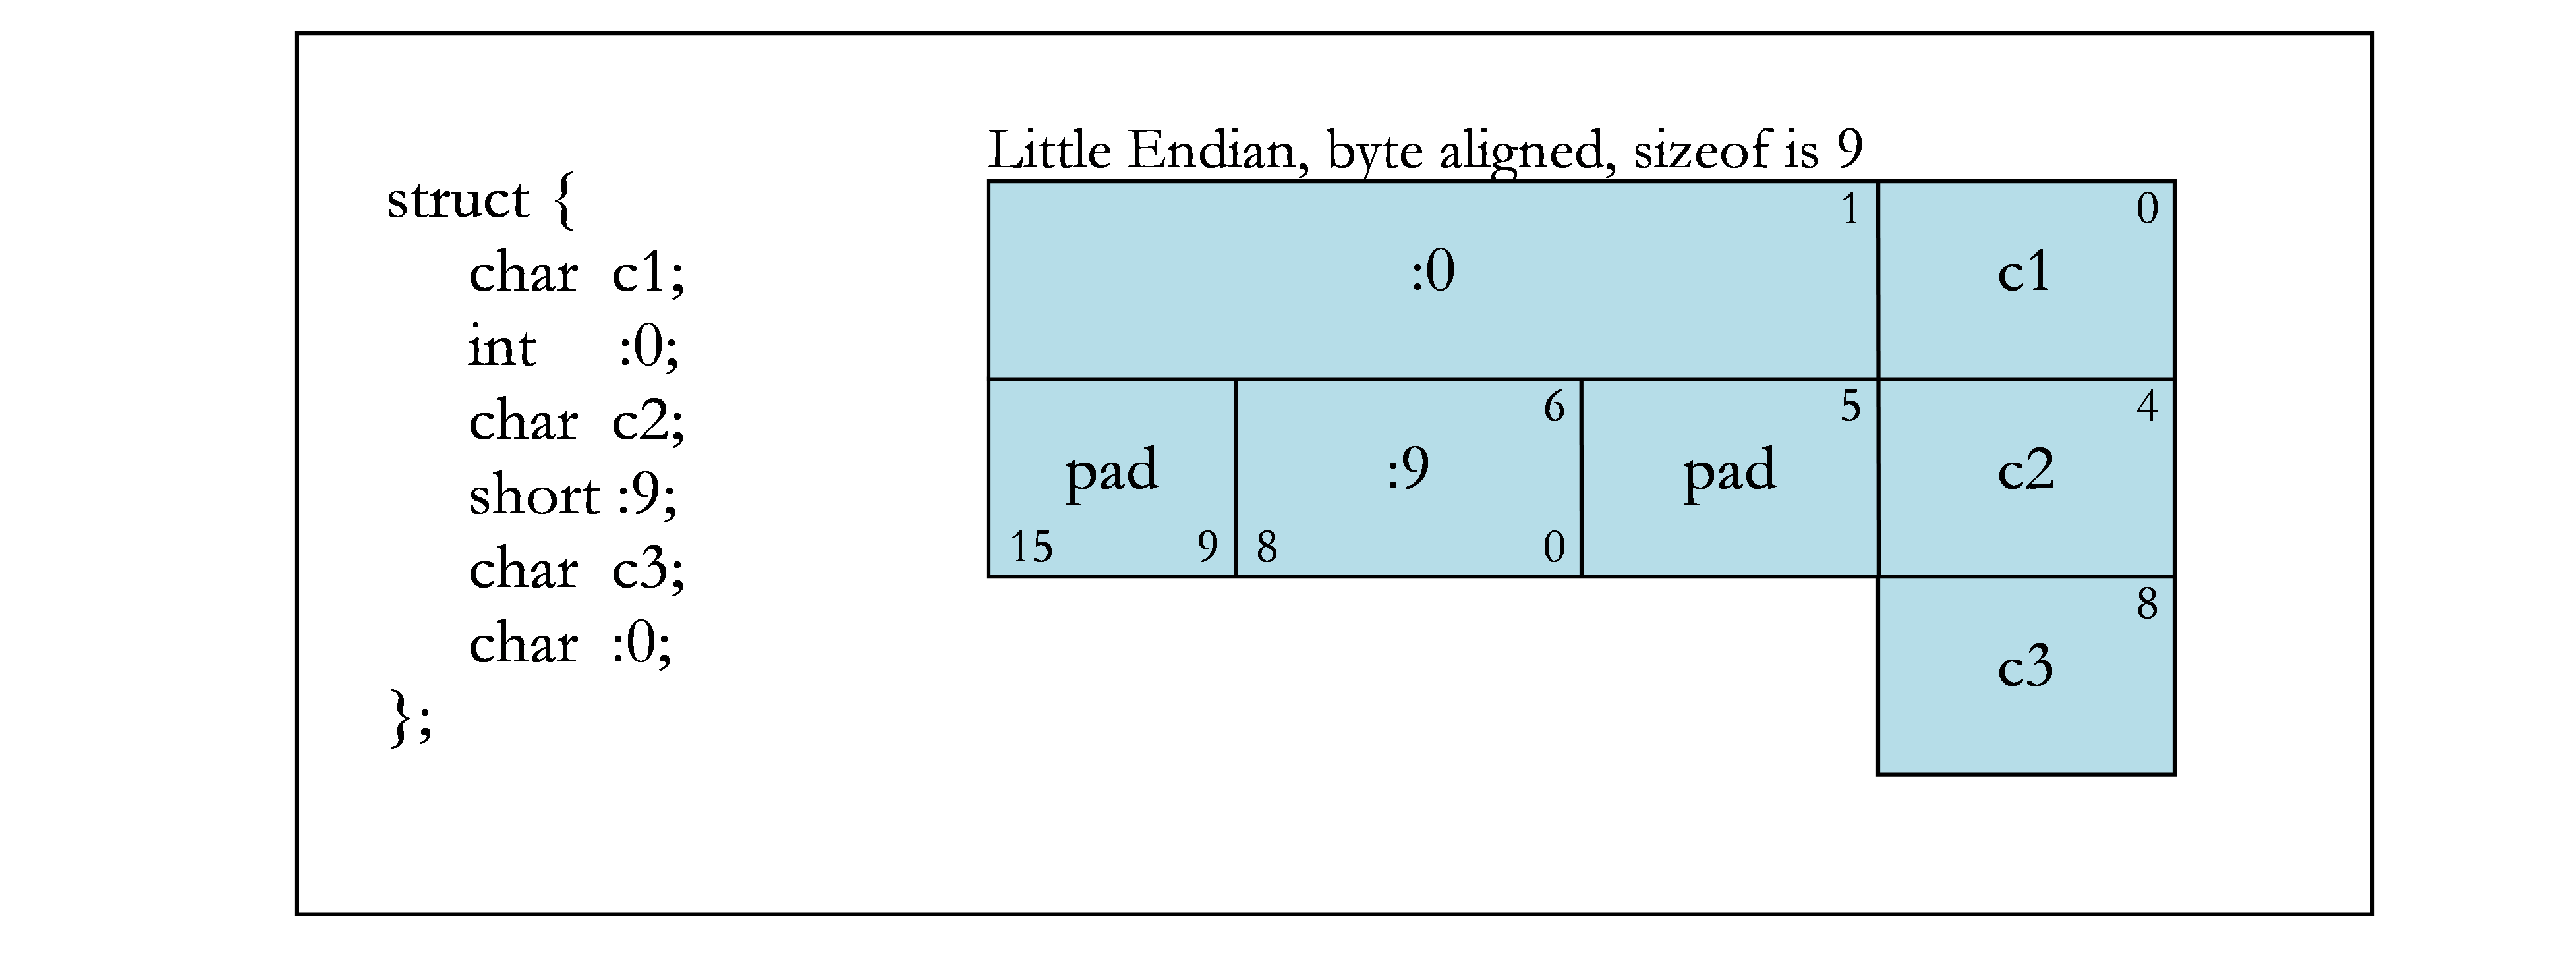 Little Endian, byte aligned, sizeof is 9
struct {
char c1;
int :0;
char c2;
short :9;
char c3;
char :0;
};
1 0
:0 c1
6 5 4
pad :9 pad c2
15 9 8 0
8
c3